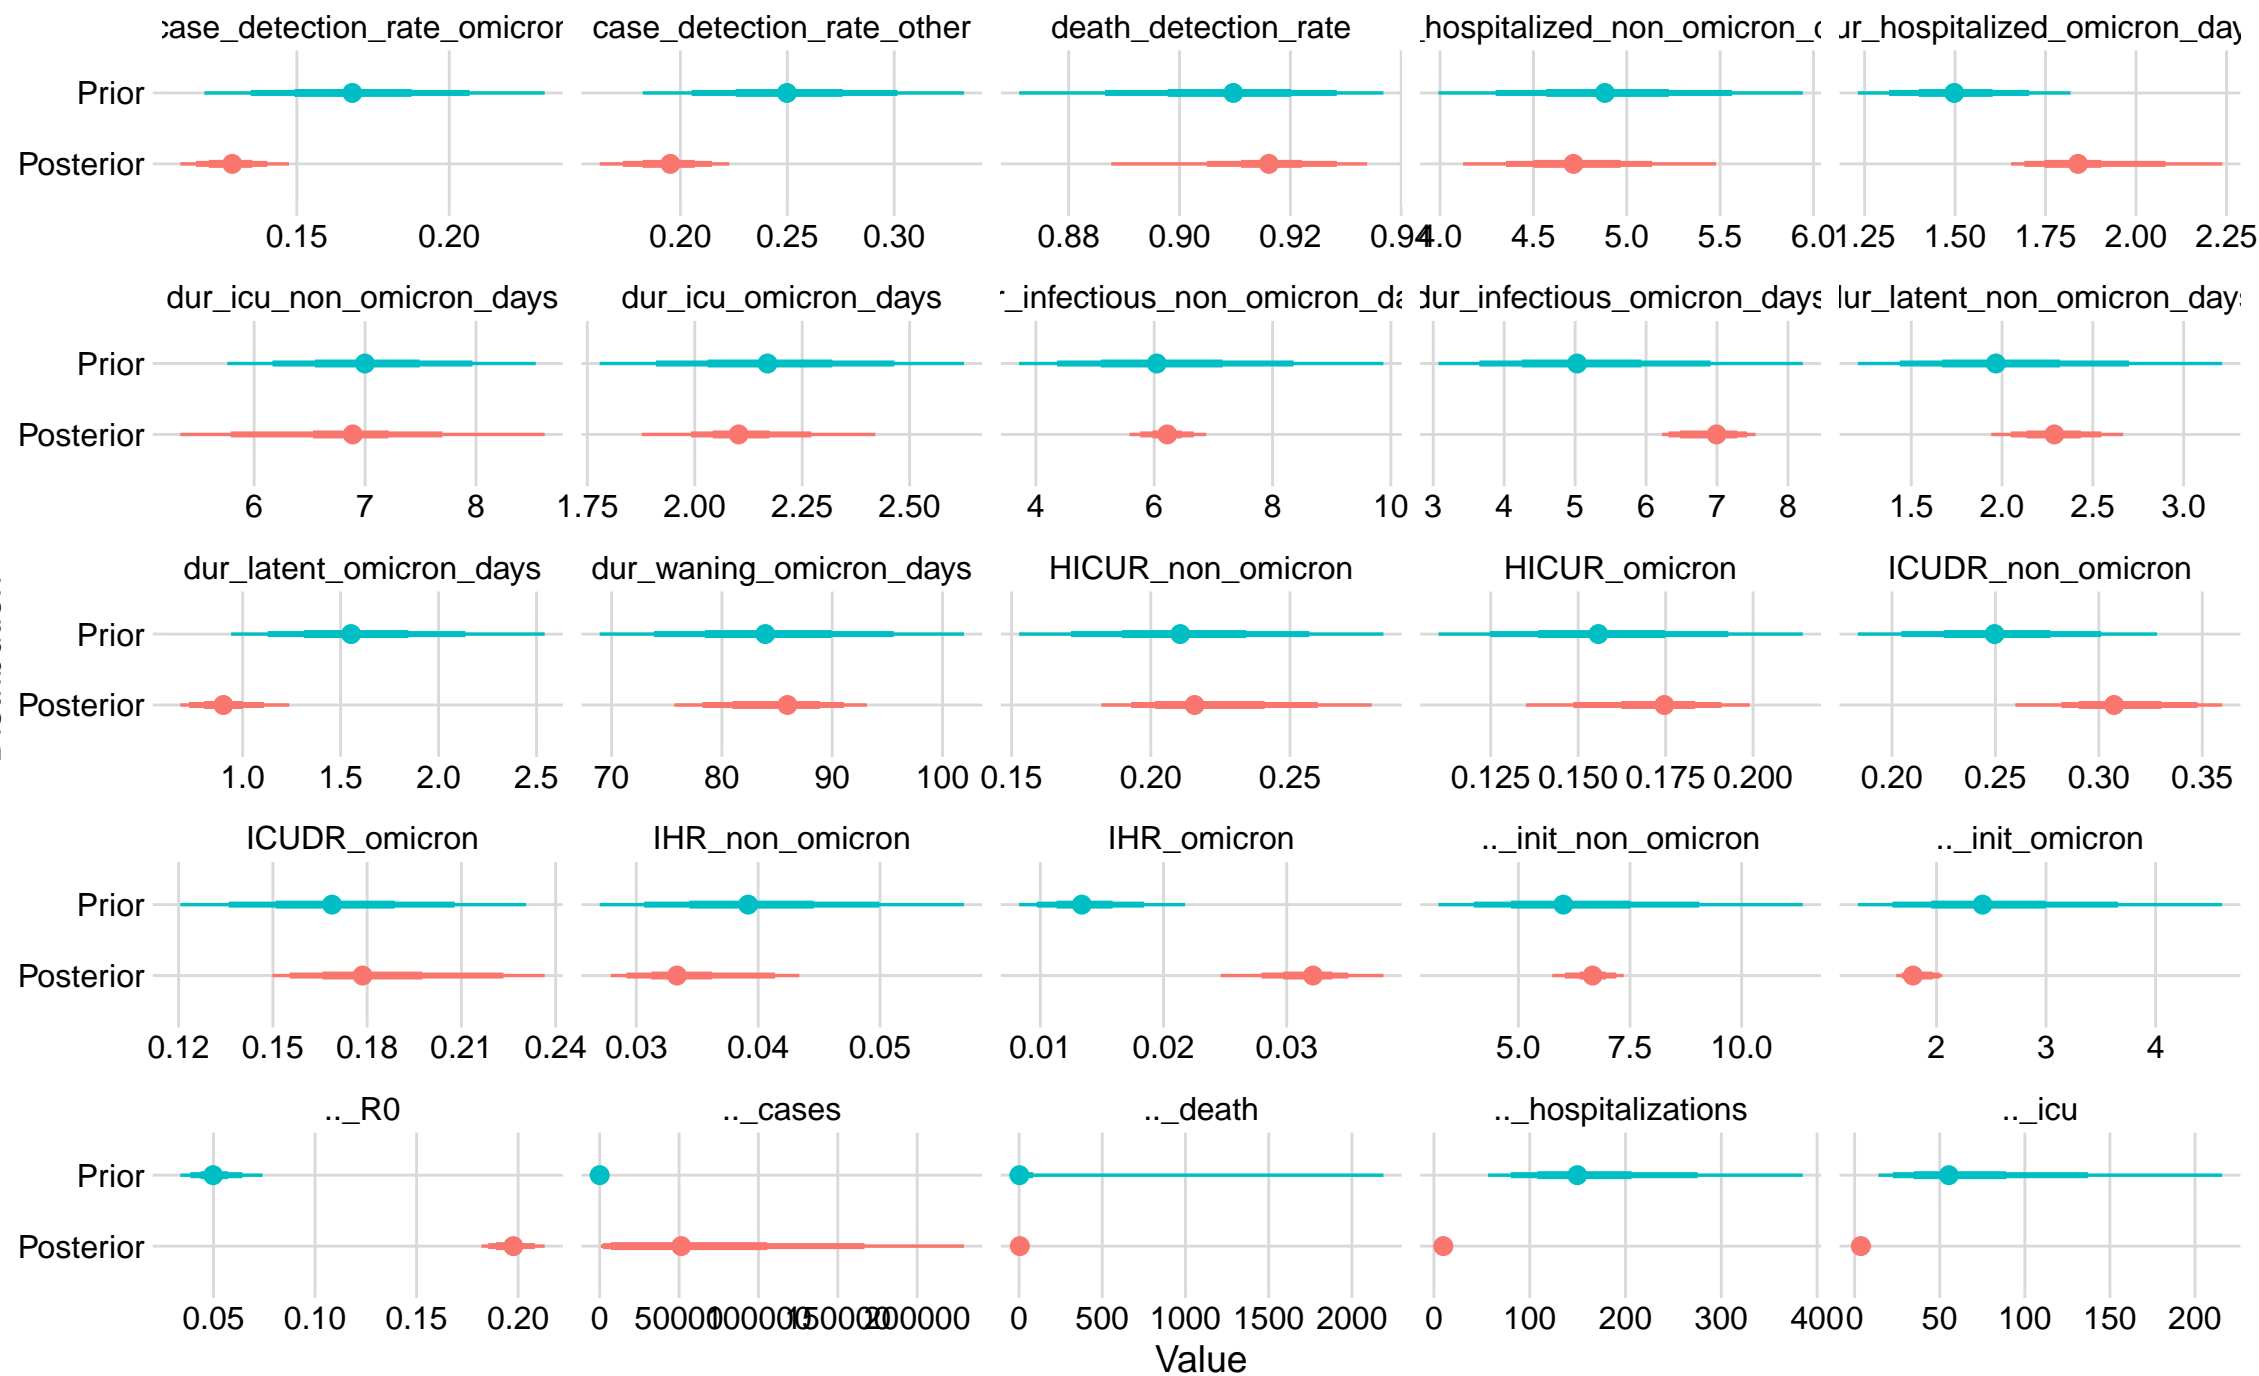 case_detection_rate_omicron case_detection_rate_other death_detection_rate _hospitalized_non_omicron_ ur_hospitalized_omicron_day
Prior
Posterior
0.15 0.20 0.20 0.25 0.30 0.88 0.90 0.92 0.94 4.0 4.5 5.0 5.5 6.0 1.25 1.50 1.75 2.00 2.25
dur_icu_non_omicron_days dur_icu_omicron_days _infectious_non_omicron_da dur_infectious_omicron_days dur_latent_non_omicron_days
Prior
Posterior
6 7 8 1.75 2.00 2.25 2.50 4 6 8 10 3 4 5 6 7 8 1.5 2.0 2.5 3.0
dur_latent_omicron_days dur_waning_omicron_days HICUR_non_omicron HICUR_omicron ICUDR_non_omicron
Prior
Posterior
1.0 1.5 2.0 2.5 70 80 90 100 0.15 0.20 0.25 0.125 0.150 0.175 0.200 0.20 0.25 0.30 0.35
ICUDR_omicron IHR_non_omicron IHR_omicron .._init_non_omicron .._init_omicron
Prior
Posterior
0.12 0.15 0.18 0.21 0.24 0.03 0.04 0.05 0.01 0.02 0.03 5.0 7.5 10.0 2 3 4
.._R0 .._cases .._death .._hospitalizations .._icu
Prior
Posterior
0.05 0.10 0.15 0.20 0 50000 100000 150000 200000 0 500 1000 1500 2000 0 100 200 300 400 0 50 100 150 200
Value